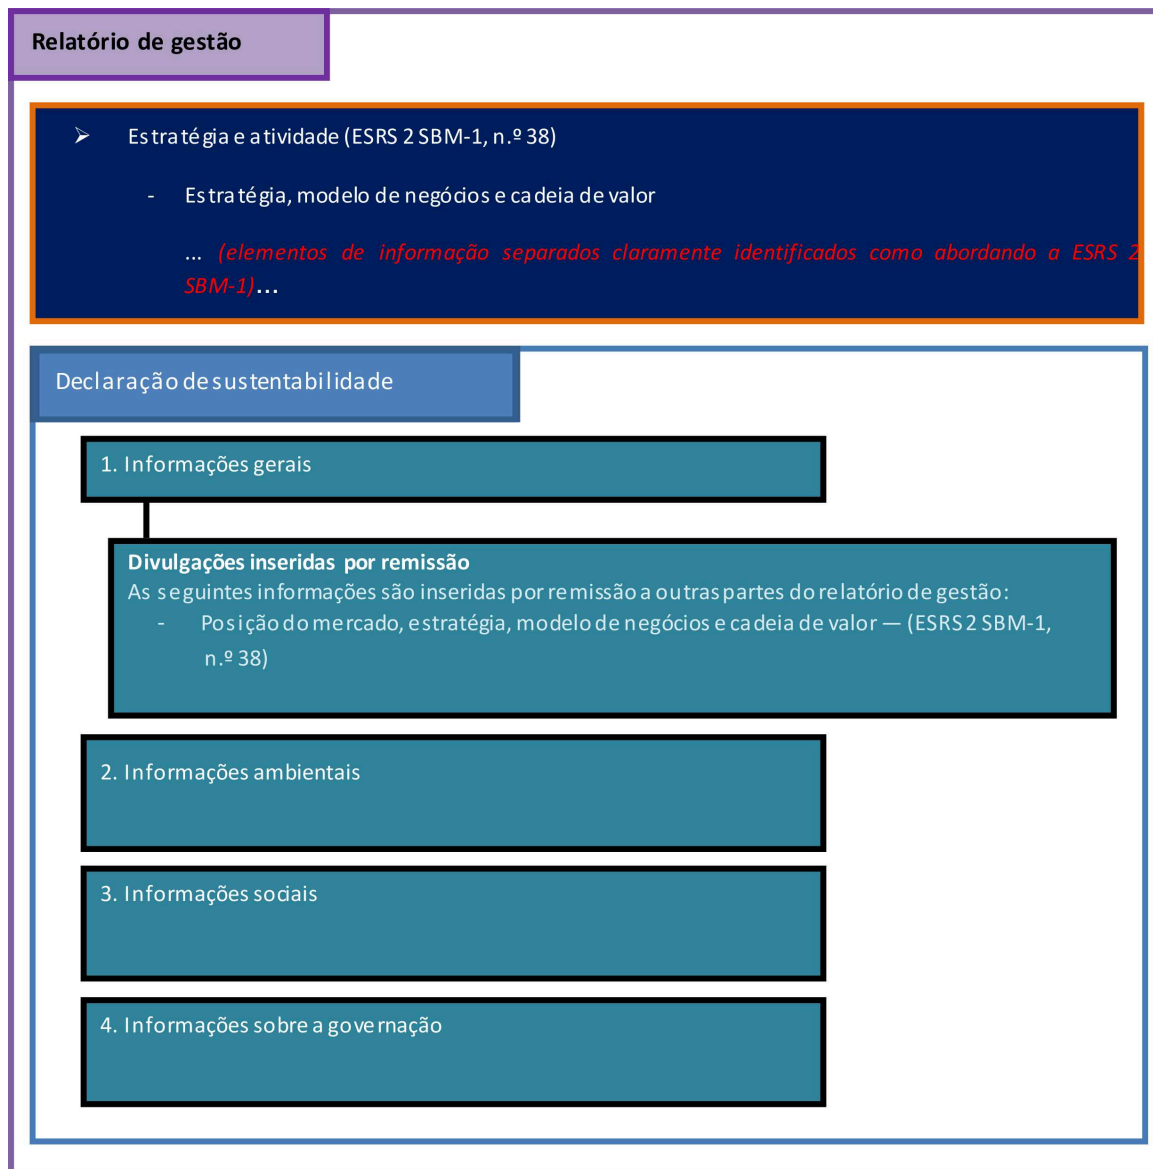 Relatório de gestão
➢ Estratégia e atividade (ESRS 2 SBM-1, n.º 38)
- Estratégia, modelo de negócios e cadeia de valor
... (elementos de informação separados claramente identificados como abordando a ESRS 2
SBM-1)...
Declaração de sustentabilidade
1. Informações gerais
Divulgações inseridas por remissão
As seguintes informações são inseridas por remissão a outras partes do relatório de gestão:
- Posição do mercado, estratégia, modelo de negócios e cadeia de valor — (ESRS 2 SBM-1,
n.º 38)
2. Informações ambientais
3. Informações sociais
4. Informações sobre a governação